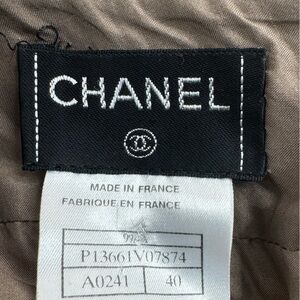 CHANEL
MADE IN FRANCE
FABRIQUE EN FRANCE
P13661V07874
A0241 40